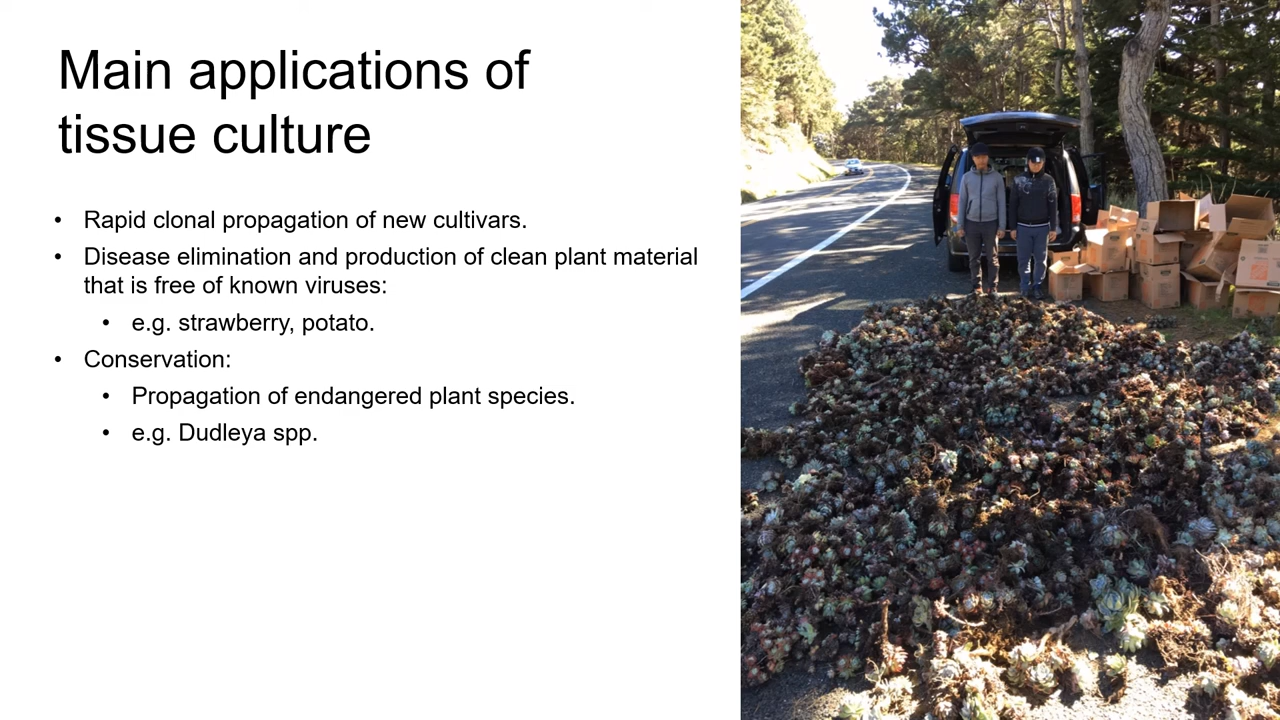 Main applications of
tissue culture
• Rapid clonal propagation of new cultivars.
• Disease elimination and production of clean plant material
that is free of known viruses:
• e.g. strawberry, potato.
• Conservation:
• Propagation of endangered plant species.
• e.g. Dudleya spp.